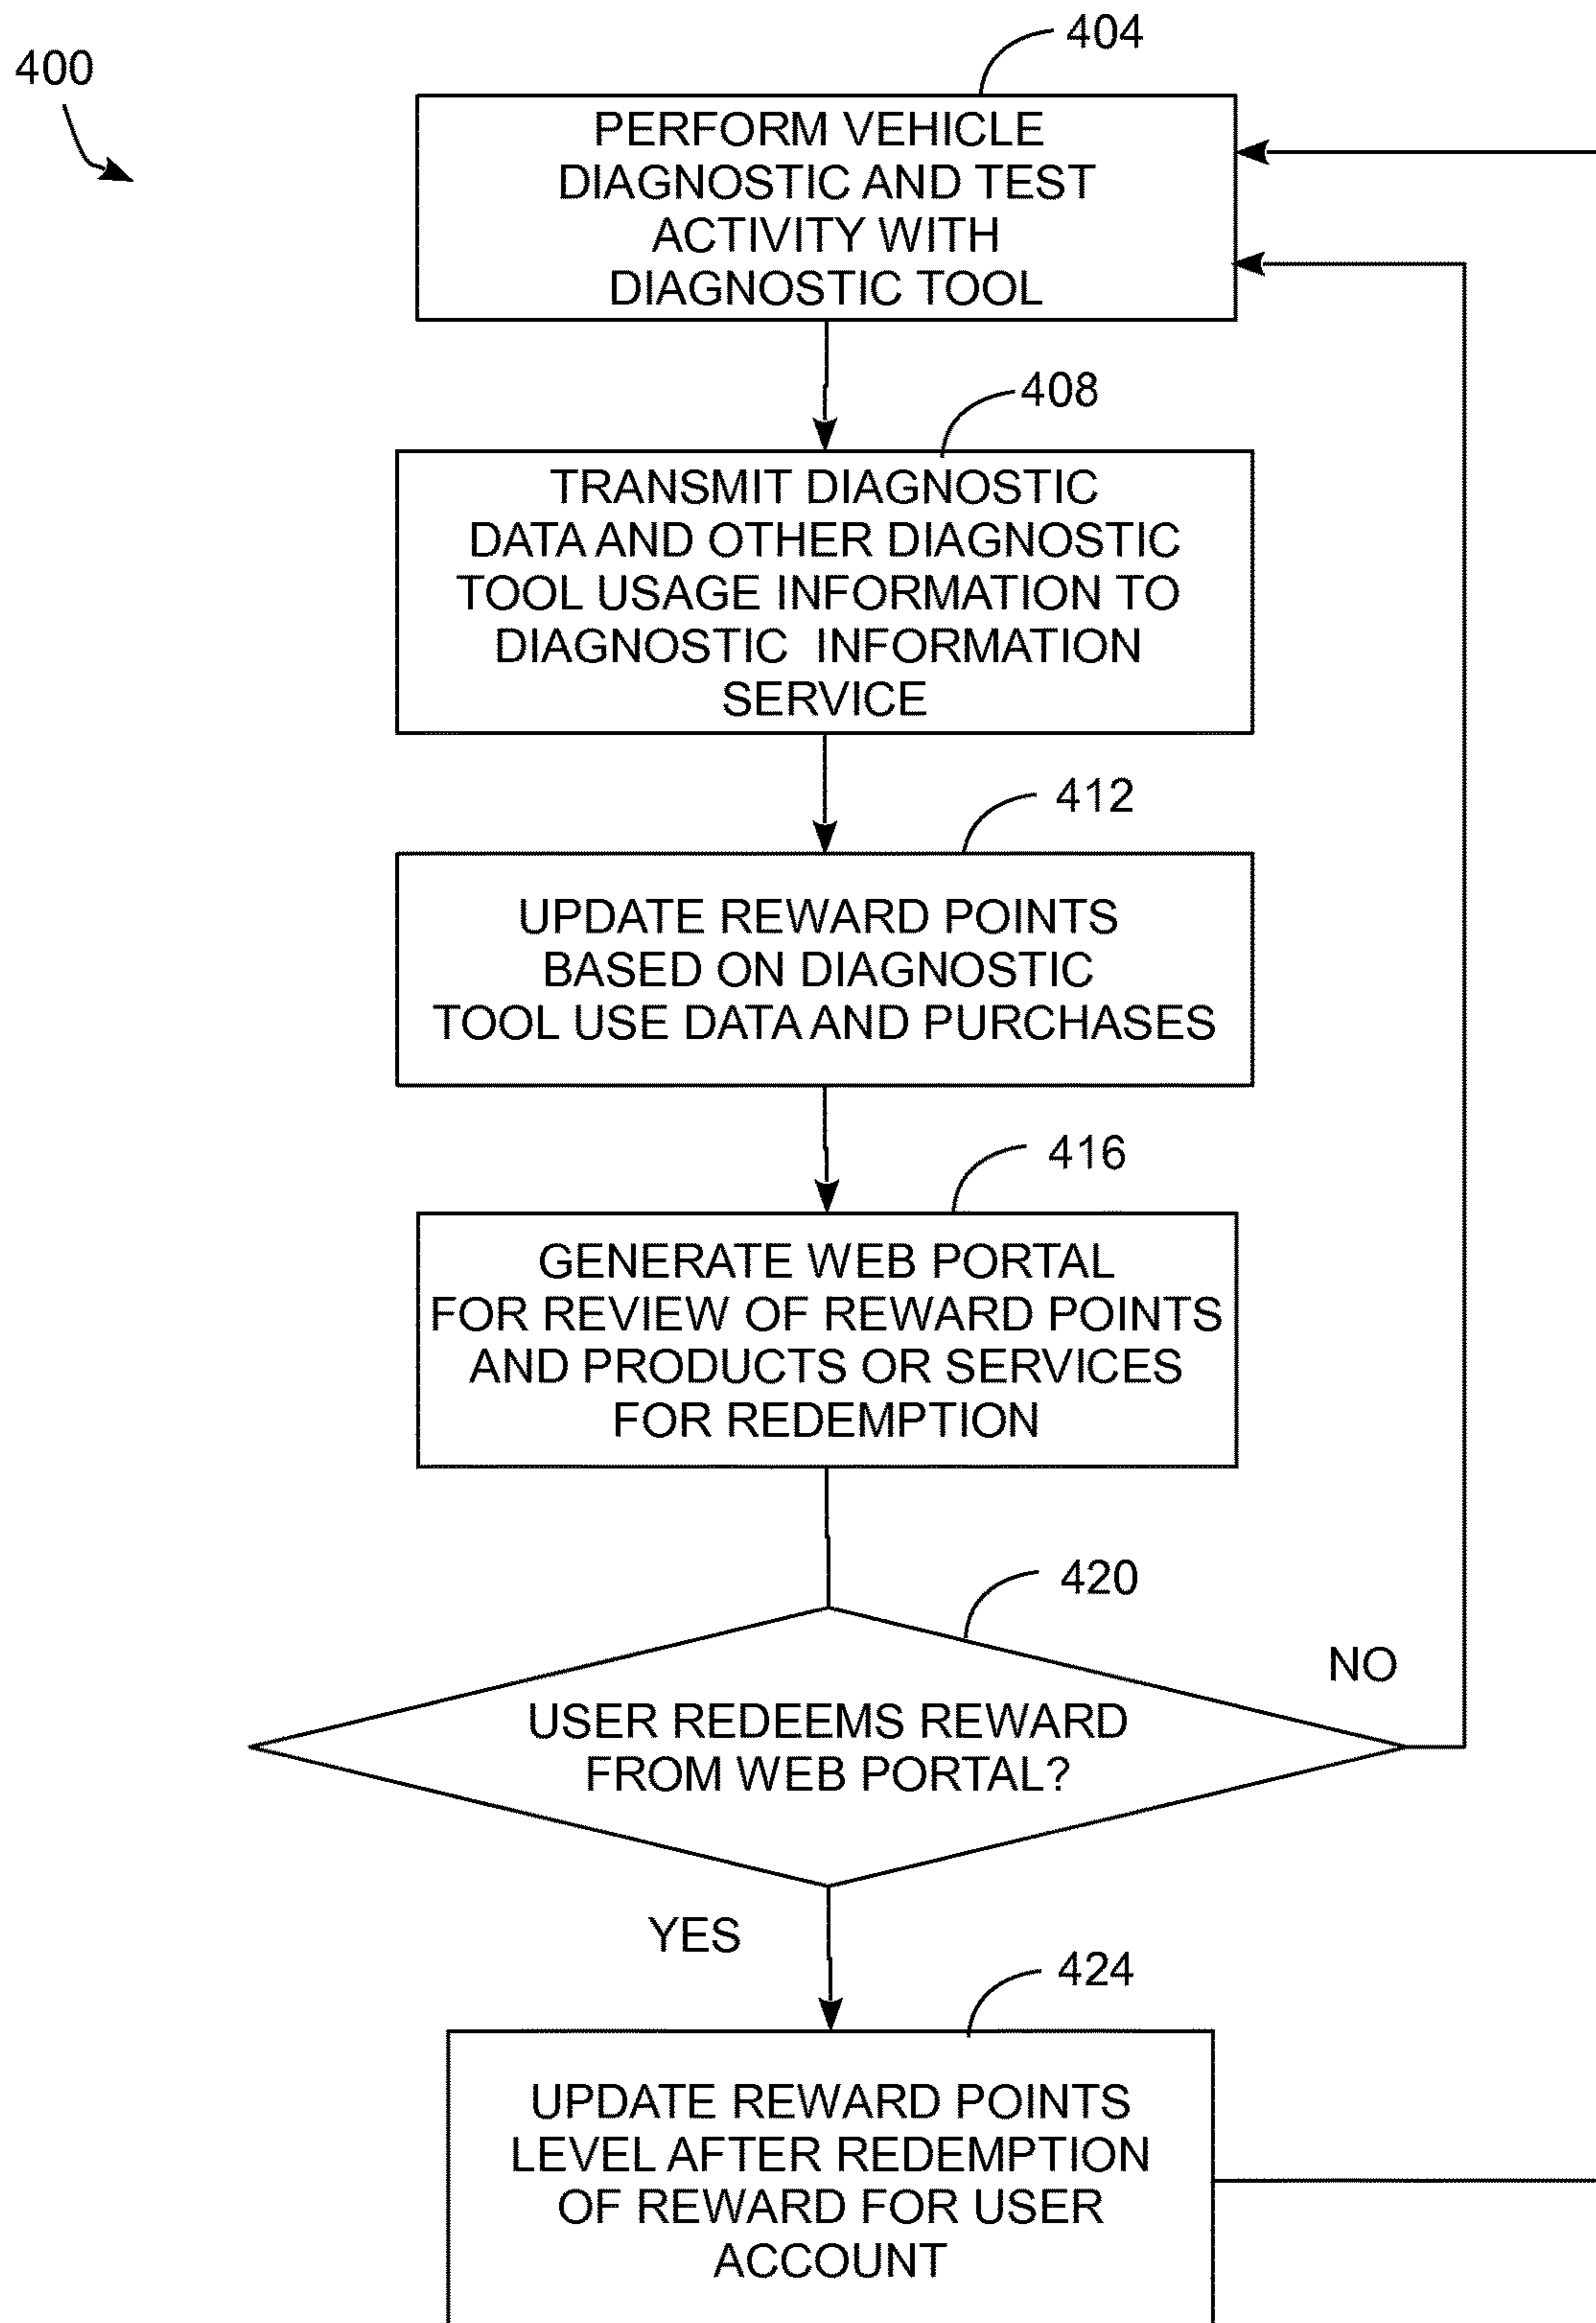 400
404
PERFORM VEHICLE
DIAGNOSTIC AND TEST
ACTIVITY WITH
DIAGNOSTIC TOOL
408
TRANSMIT DIAGNOSTIC
DATA AND OTHER DIAGNOSTIC
TOOL USAGE INFORMATION TO
DIAGNOSTIC INFORMATION
SERVICE
412
UPDATE REWARD POINTS
BASED ON DIAGNOSTIC
TOOL USE DATA AND PURCHASES
416
GENERATE WEB PORTAL
FOR REVIEW OF REWARD POINTS
AND PRODUCTS OR SERVICES
FOR REDEMPTION
420
NO
USER REDEEMS REWARD
FROM WEB PORTAL?
YES
424
UPDATE REWARD POINTS
LEVEL AFTER REDEMPTION
OF REWARD FOR USER
ACCOUNT